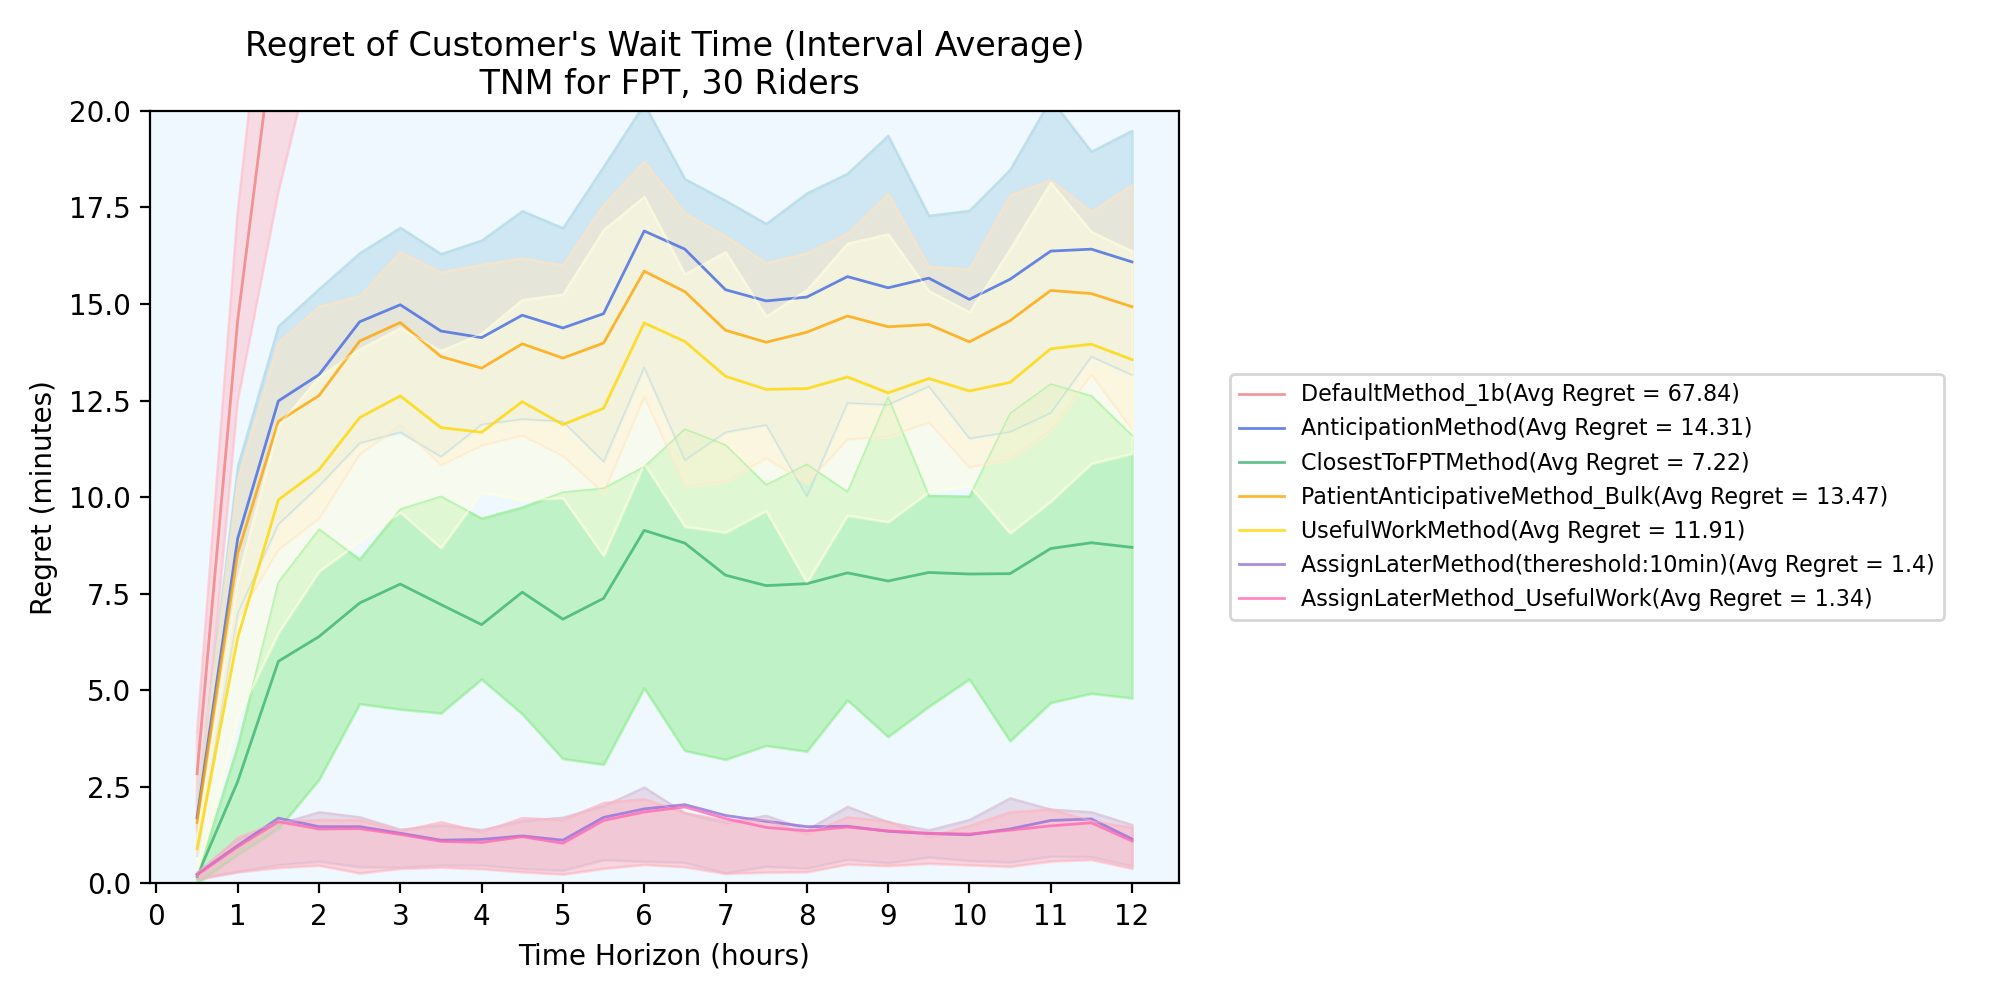 Regret of Customer's Wait Time (Interval Average)
TNM for FPT, 30 Riders
Regret (minutes)
20.0
17.5
15.0
12.5
10.0
7.5
5.0
2.5
0.0
0 1 2 3 4 5 6 7 8 9 10 11 12
Time Horizon (hours)
DefaultMethod_1b(Avg Regret = 67.84)
AnticipationMethod(Avg Regret = 14.31)
ClosestToFPTMethod(Avg Regret = 7.22)
PatientAnticipativeMethod_Bulk(Avg Regret = 13.47)
UsefulWorkMethod(Avg Regret = 11.91)
AssignLaterMethod(thereshold:10min)(Avg Regret = 1.4)
AssignLaterMethod_UsefulWork(Avg Regret = 1.34)